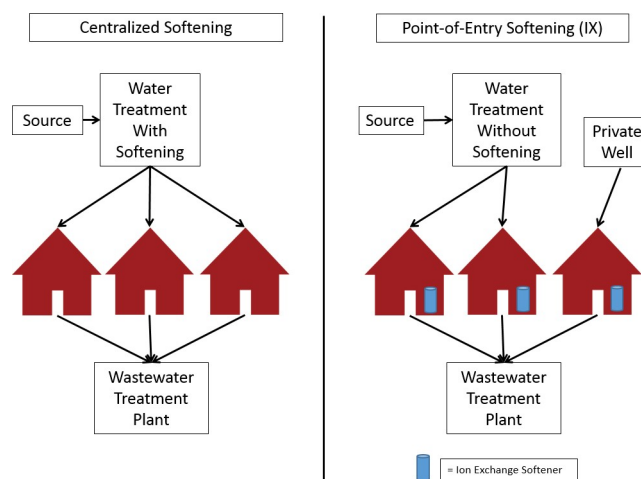 Centralized Softening
Source
Water
Treatment
With
Softening
Wastewater
Treatment
Plant
Point-of-Entry Softening (IX)
Source
Water
Treatment
Without
Softening
Private
Well
Wastewater
Treatment
Plant
= Ion Exchange Softener